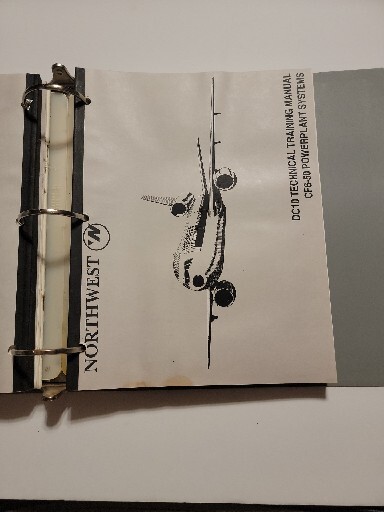 DC10 TECHNICAL TRAINING MANUAL
CF6-50 POWERPLANT SYSTEMS
NORTHWEST